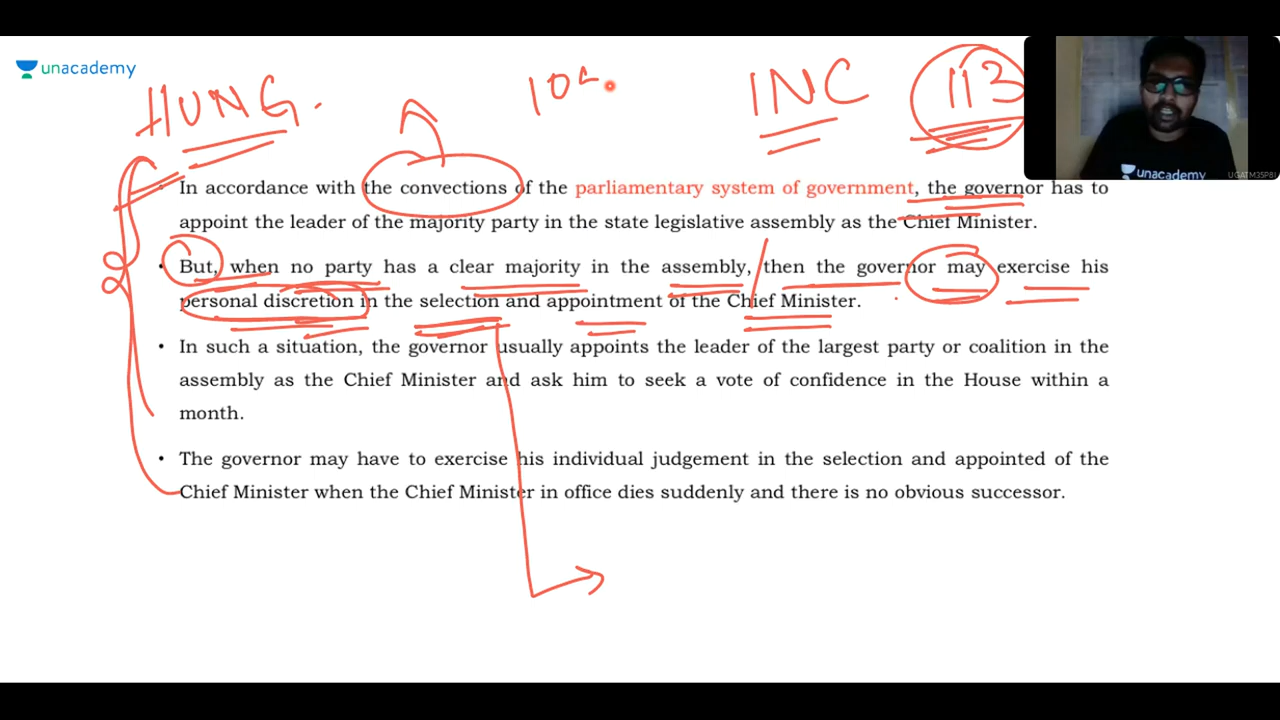 unacademy
HUNG.
104
INC
113
In accordance with the convections of the parliamentary system of government, the governor has to
appoint the leader of the majority party in the state legislative assembly as the Chief Minister.
• But, when no party has a clear majority in the assembly, then the governor may exercise his
personal discretion in the selection and appointment of the Chief Minister.
• In such a situation, the governor usually appoints the leader of the largest party or coalition in the
assembly as the Chief Minister and ask him to seek a vote of confidence in the House within a
month.
• The governor may have to exercise his individual judgement in the selection and appointed of the
Chief Minister when the Chief Minister in office dies suddenly and there is no obvious successor.
unacademy
UGATM35P8I